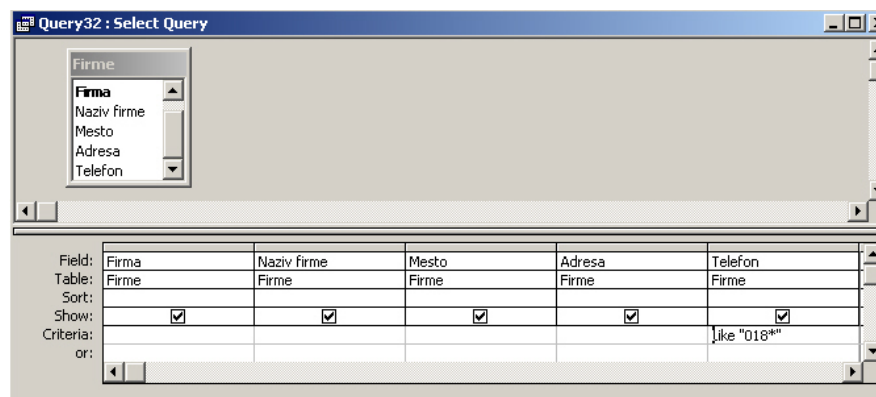 Query32 : Select Query
Firme
Firma
Naziv firme
Mesto
Adresa
Telefon
Field: Firma Naziv firme Mesto Adresa Telefon
Table: Firme Firme Firme Firme Firme
Sort:
Show:
Criteria: Like "018*"
or: